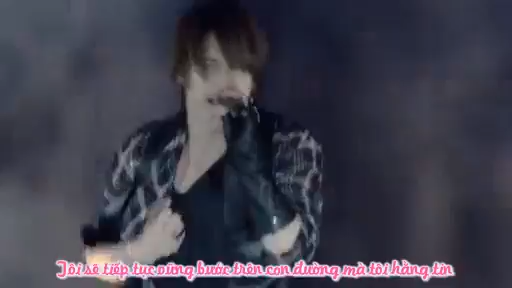 Tôi sẽ tiếp tục vững bước trên con đường mà tôi hằng tin